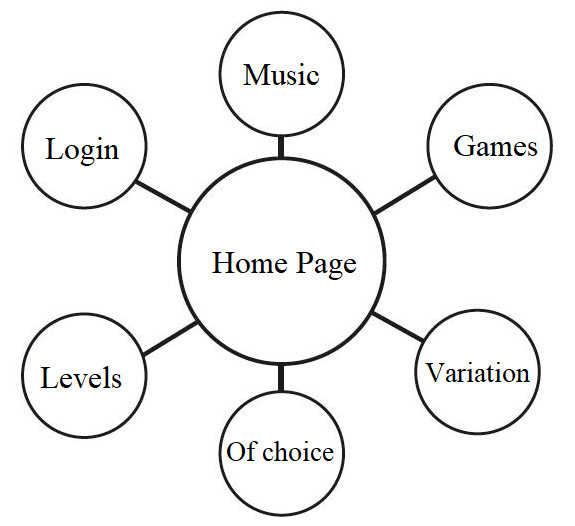 Music
Login
Games
Home Page
Levels
Variation
Of choice